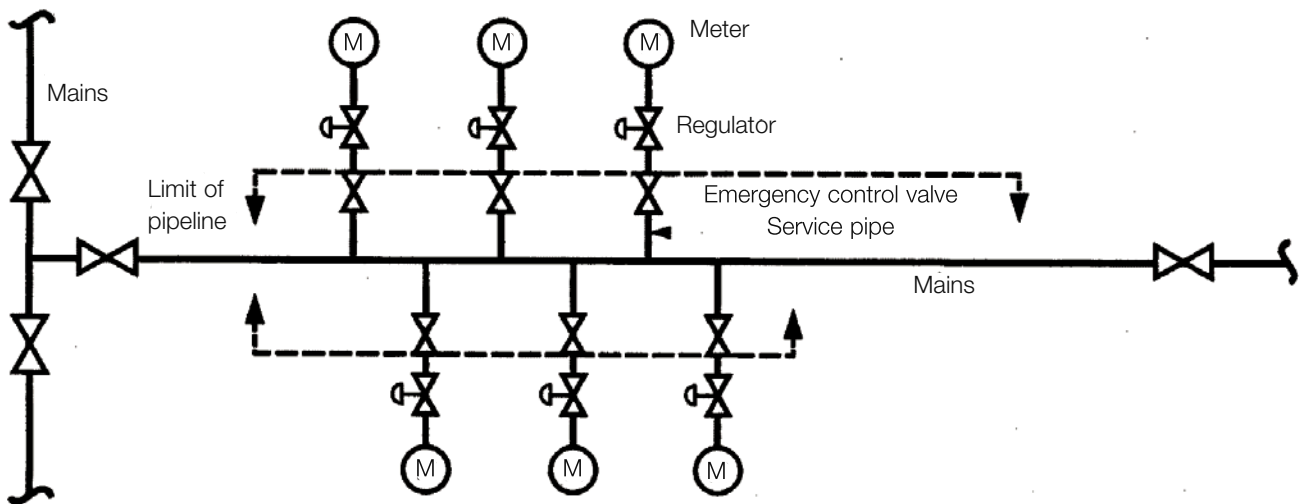 M
M
M
Meter
Mains
Regulator
Limit of
pipeline
Emergency control valve
Service pipe
Mains
M
M
M